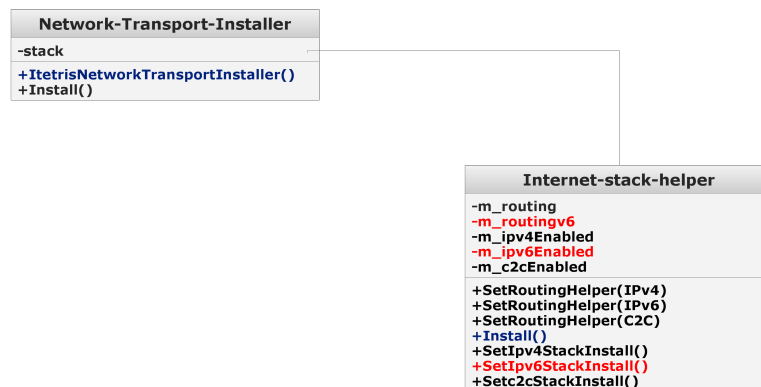 Network-Transport-Installer
-stack
+ItetrisNetworkTransportInstaller()
+Install()
Internet-stack-helper
-m_routing
-m_routingv6
-m_ipv4Enabled
-m_ipv6Enabled
-m_c2cEnabled
+SetRoutingHelper(IPv4)
+SetRoutingHelper(IPv6)
+SetRoutingHelper(C2C)
+Install()
+SetIpv4StackInstall()
+SetIpv6StackInstall()
+Setc2cStackInstall()